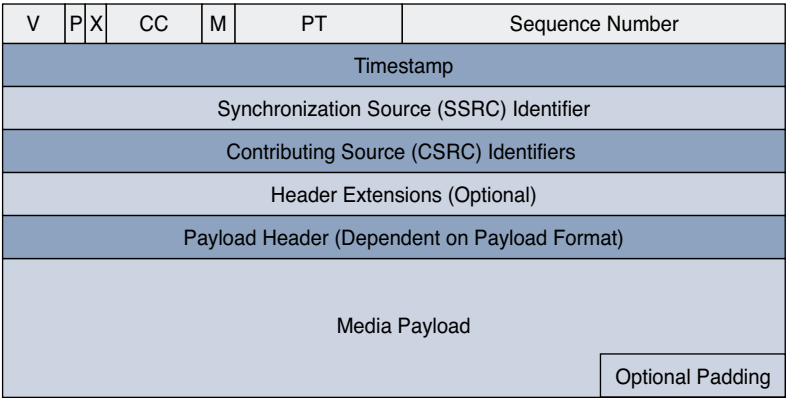 V P X CC M PT Sequence Number
Timestamp
Synchronization Source (SSRC) Identifier
Contributing Source (CSRC) Identifiers
Header Extensions (Optional)
Payload Header (Dependent on Payload Format)
Media Payload
Optional Padding